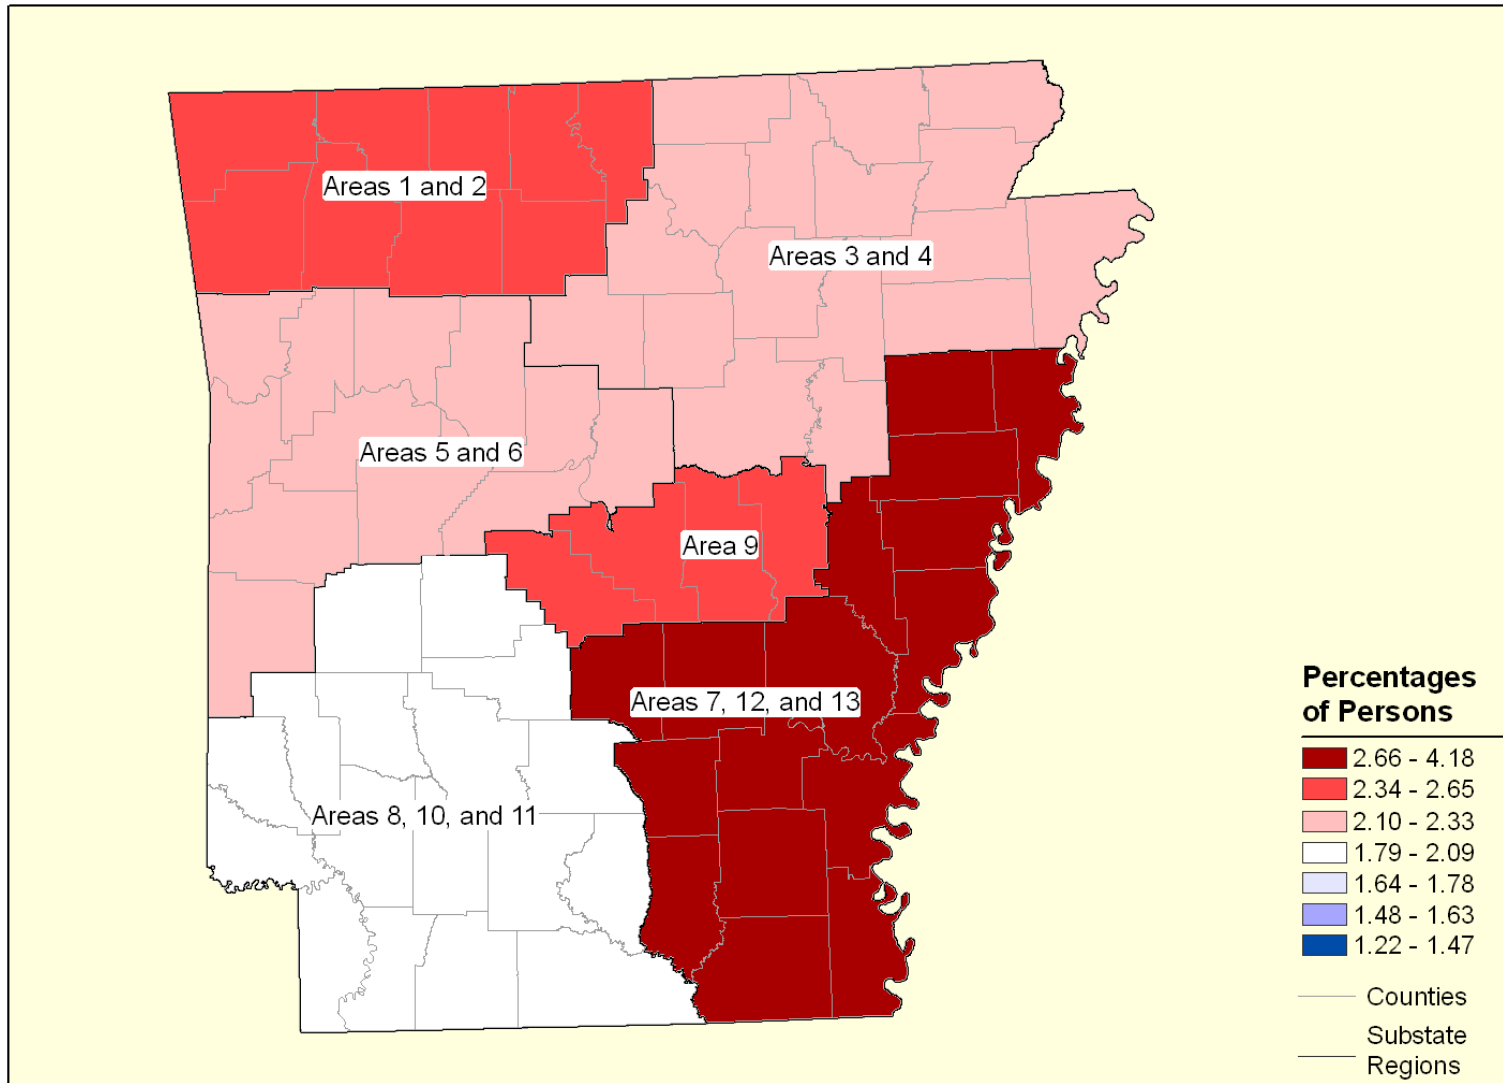 Areas 1 and 2
Areas 3 and 4
Areas 5 and 6
Area 9
Areas 7, 12, and 13
Areas 8, 10, and 11
Percentages
of Persons
2.66 - 4.18
2.34 - 2.65
2.10 - 2.33
1.79 - 2.09
1.64 - 1.78
1.48 - 1.63
1.22 - 1.47
Counties
Substate
Regions